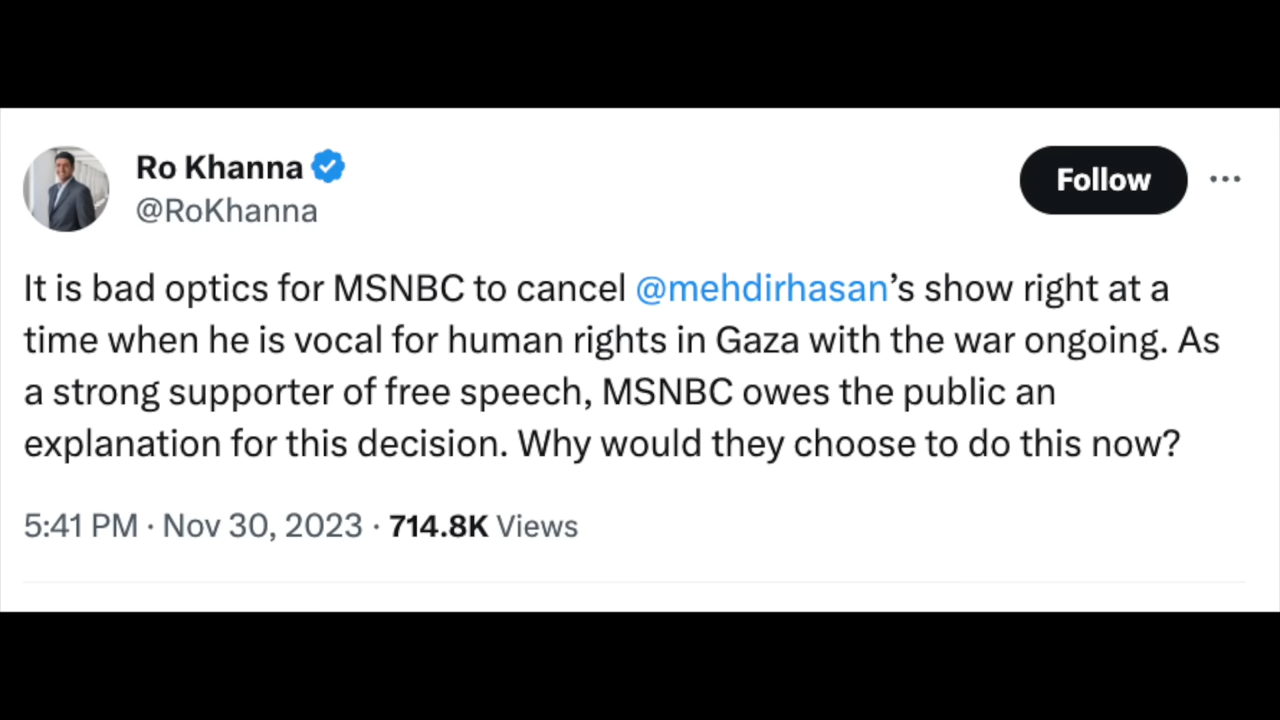 Ro Khanna
@RoKhanna
Follow
It is bad optics for MSNBC to cancel @mehdirhasan’s show right at a
time when he is vocal for human rights in Gaza with the war ongoing. As
a strong supporter of free speech, MSNBC owes the public an
explanation for this decision. Why would they choose to do this now?
5:41 PM · Nov 30, 2023 · 714.8K Views